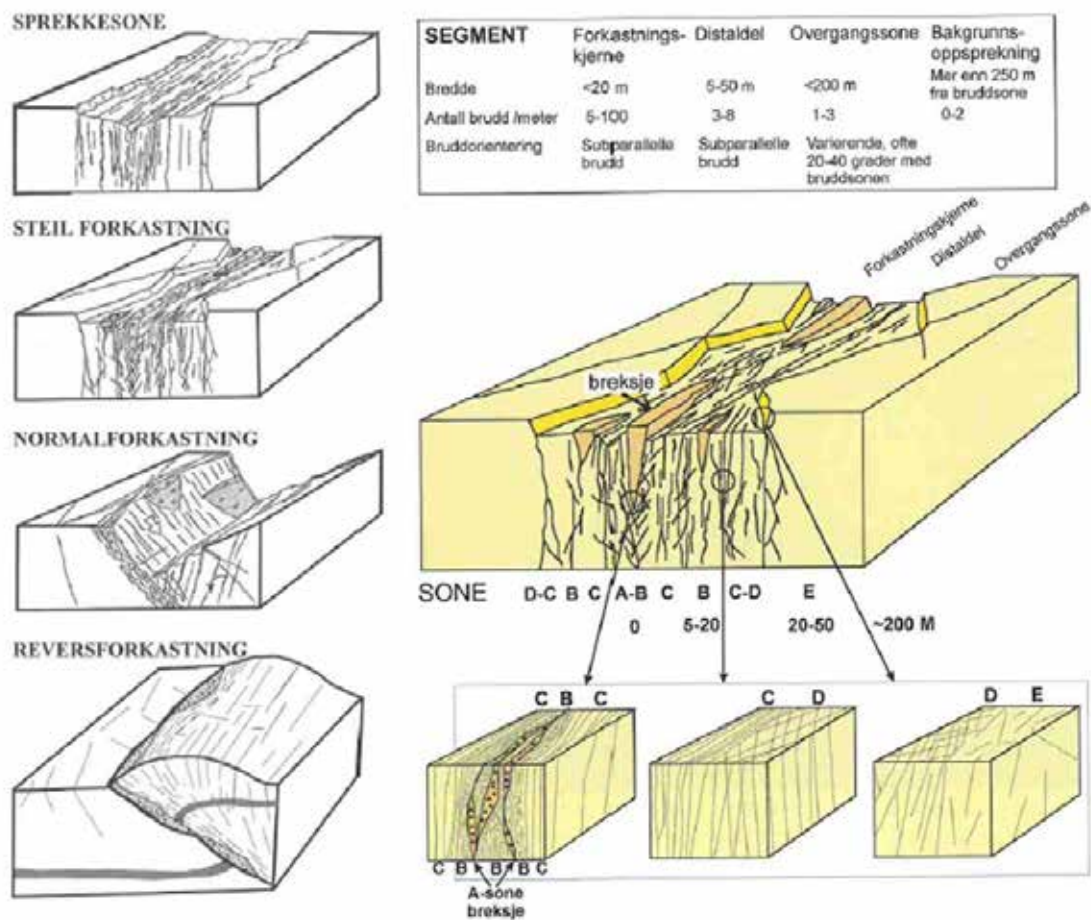 SPREKKESONE
STEIL FORKASTNING
NORMALFORKASTNING
REVERSFORKASTNING
SEGMENT Forkastnings-kjerne Distaldel Overgangssone Bakgrunns-oppsprekning
Bredde <20 m 5-50 m <200 m Mer enn 250 m fra bruddsone
Antall brudd /meter 5-100 3-8 1-3 0-2
Bruddorientering Subparallelle brudd Subparallelle brudd Varierende, ofte 20-40 grader med bruddsonen
Forkastningskjerne
Distaldel
Overgangssone
breksje
SONE D-C B C A-B C B C-D E
0 5-20 20-50 ~200 M
C B C
C D
D E
C B B B C
A-sone
breksje